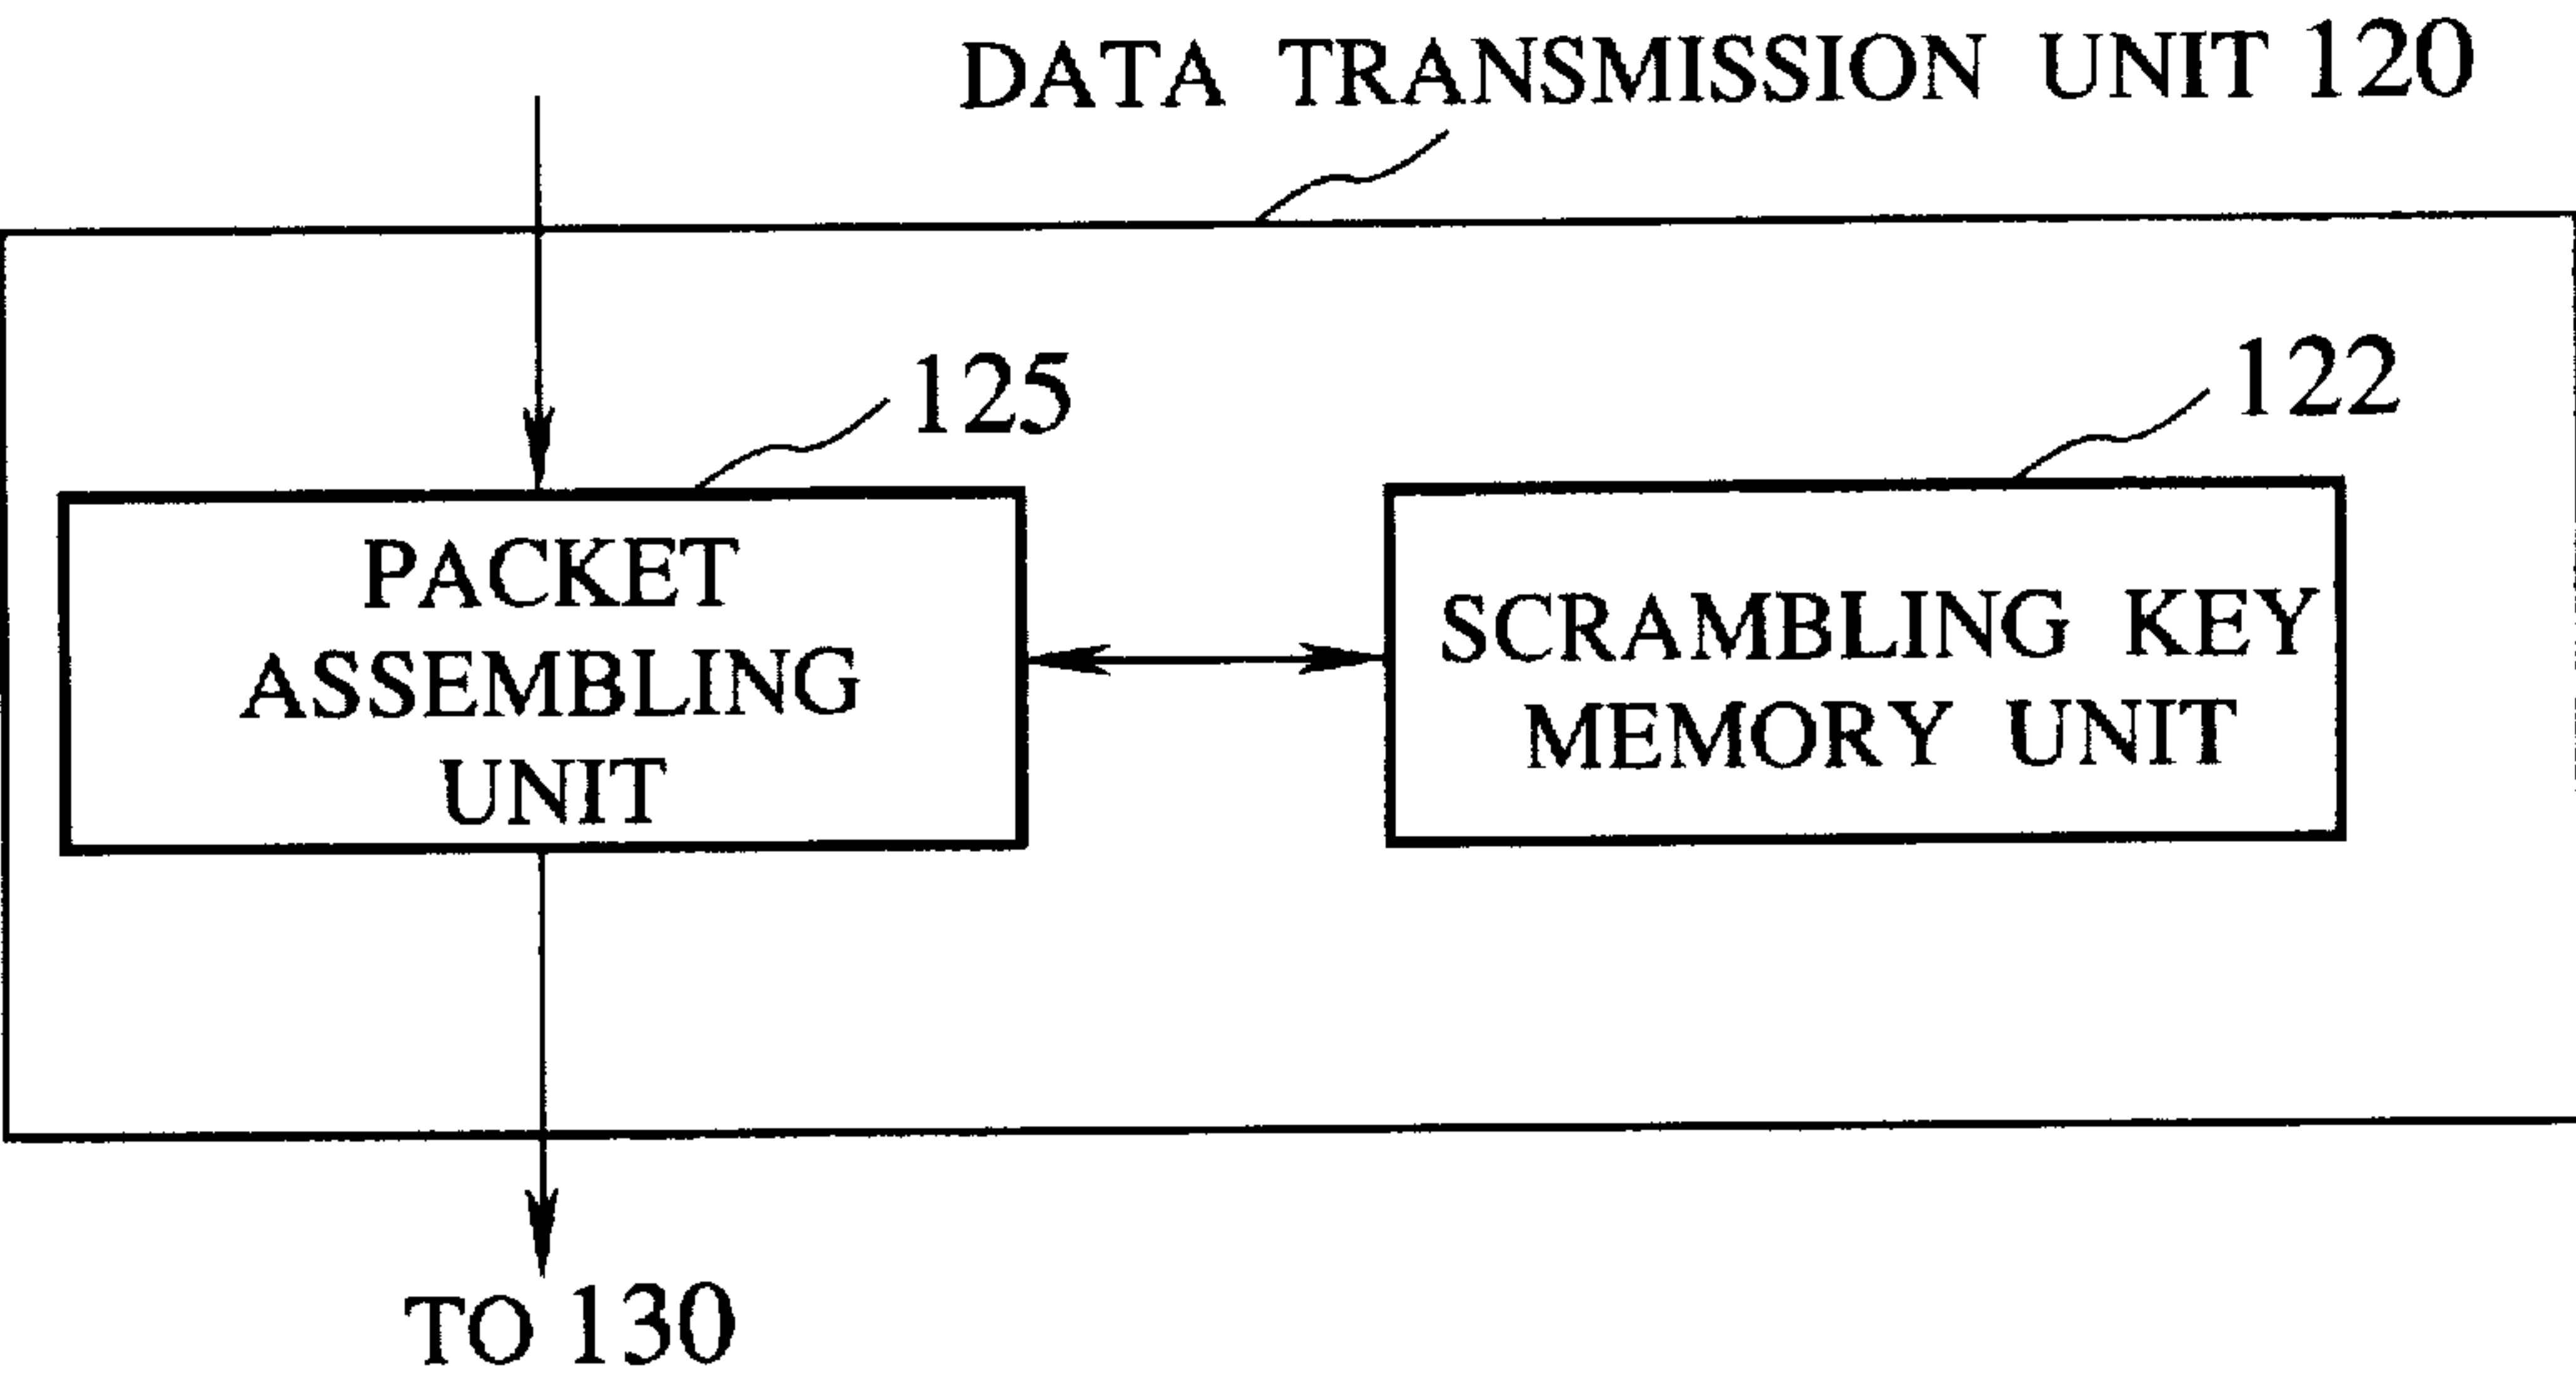 DATA TRANSMISSION UNIT 120
125
122
PACKET
ASSEMBLING
UNIT
SCRAMBLING KEY
MEMORY UNIT
TO 130